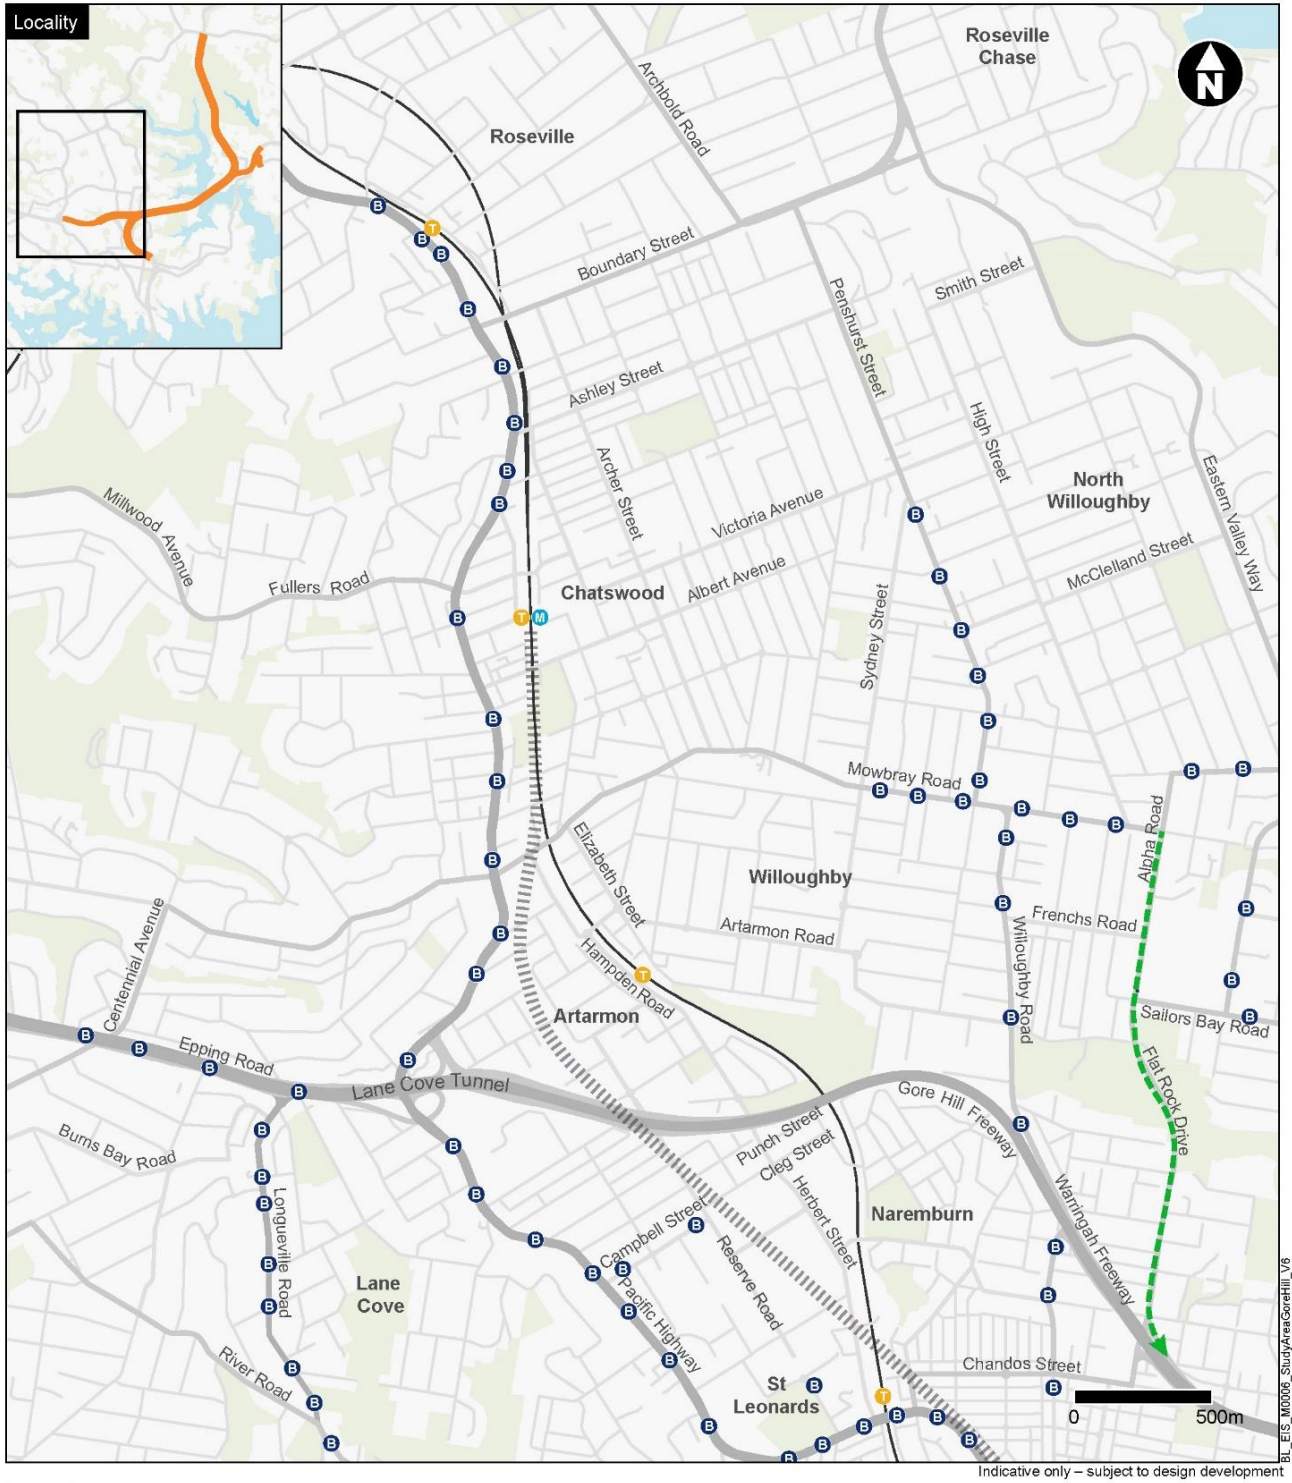 Locality
N
Roseville
Chase
Archbold Road
Roseville
Boundary Street
Smith Street
Penshurst Street
Ashley Street
High Street
Archer Street
North
Willoughby
Eastern Valley Way
Victoria Avenue
Millwood Avenue
McClelland Street
Albert Avenue
Fullers Road
Chatswood
T
M
Sydney Street
Mowbray Road
Alpha Road
Elizabeth Street
Willoughby
Frenchs Road
Artarmon Road
Willoughby Road
Centennial Avenue
Hampden Road
Artarmon
Sailors Bay Road
Epping Road
Lane Cove Tunnel
Flat Rock Drive
Gore Hill Freeway
Punch Street
Cleg Street
Burns Bay Road
Warringah Freeway
Herbert Street
Naremburn
Longueville Road
Campbell Street
Reserve Road
Lane
Cove
Pacific Highway
River Road
St
Leonards
Chandos Street
0 500m
BL_EIS_M0006_StudyAreaGoreHill_V6
Indicative only – subject to design development